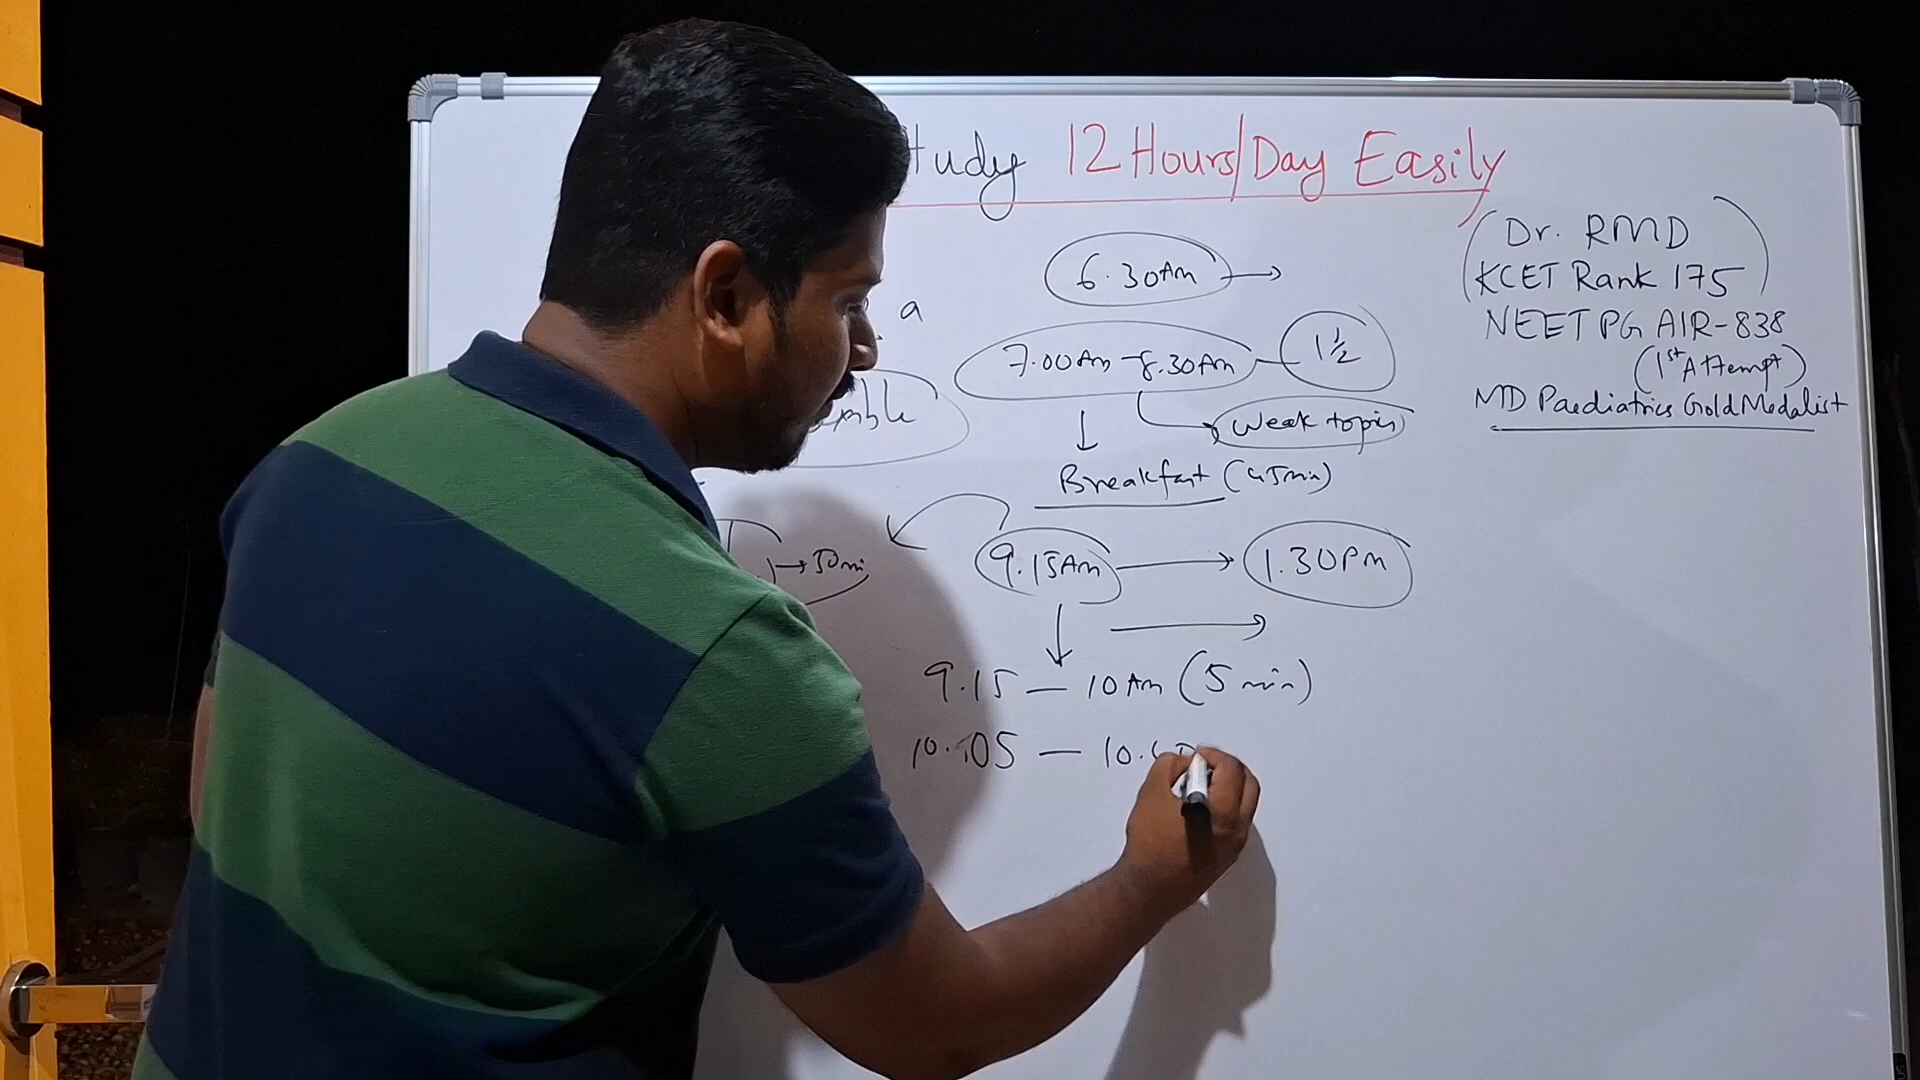 Study 12 Hours/Day Easily
Dr. RMD
KCET Rank 175
NEET PG AIR-838
(1st Attempt)
MD Paediatrics Gold Medalist
6.30Am →
a
7.00Am - 8.30Am — 1½
Week topics
Breakfast (45min)
→ 50mi
9.15Am → 1.30Pm
9.15 — 10Am (5 min)
10.05 — 10.